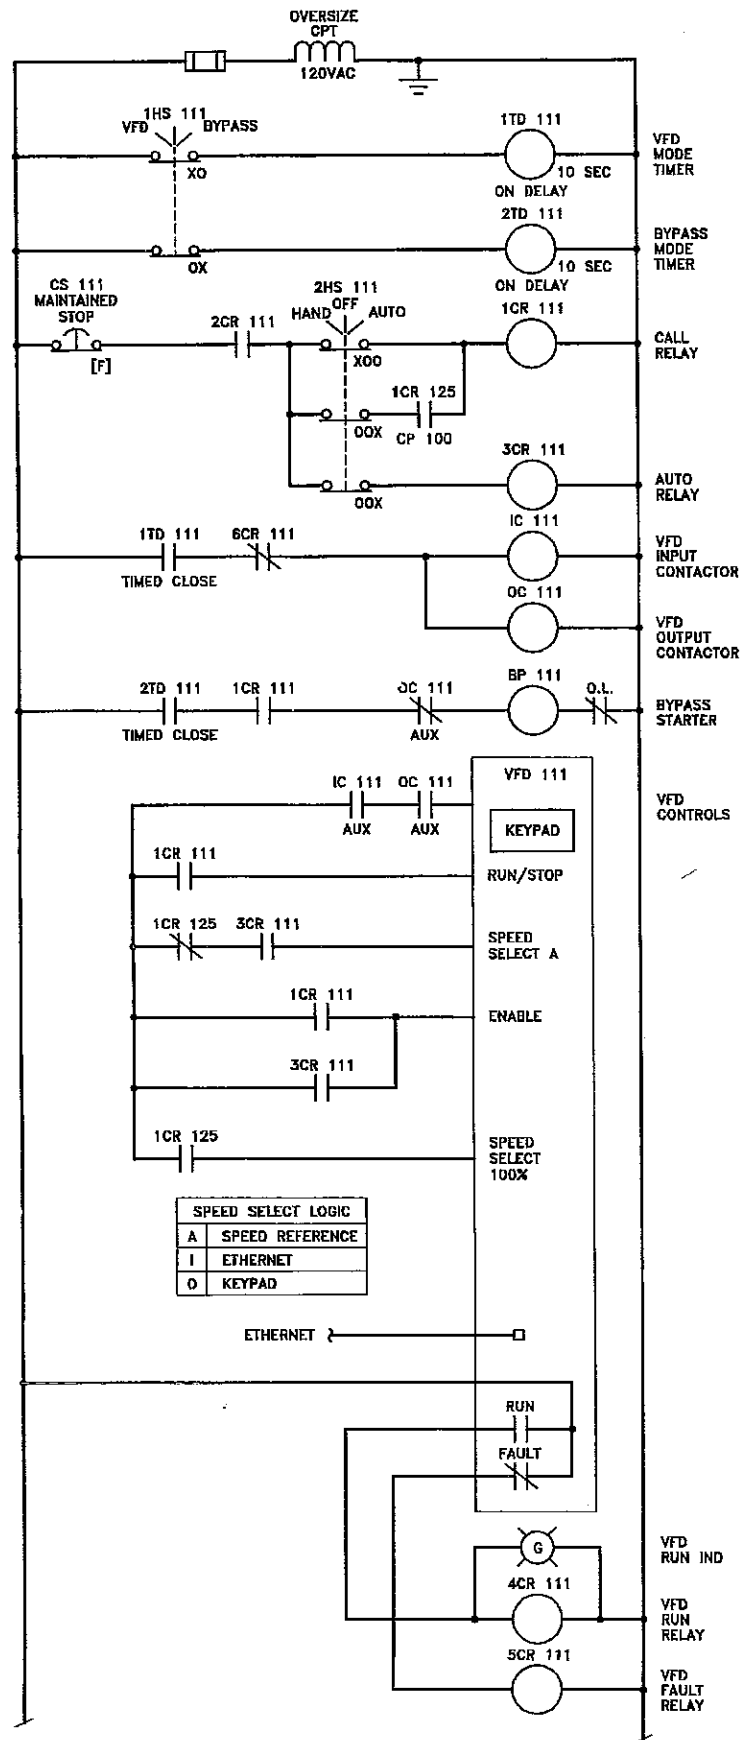 OVERSIZE
CPT
120VAC
1HS 111
VFD BYPASS
XO
1TD 111
10 SEC
ON DELAY
VFD
MODE
TIMER
OX
2TD 111
10 SEC
ON DELAY
BYPASS
MODE
TIMER
CS 111
MAINTAINED
STOP
[F]
2CR 111
2HS 111
OFF
HAND AUTO
XOO
1CR 111
CALL
RELAY
1CR 125
OOX
CP 100
OOX
3CR 111
AUTO
RELAY
1TD 111
TIMED CLOSE
6CR 111
IC 111
VFD
INPUT
CONTACTOR
OC 111
VFD
OUTPUT
CONTACTOR
2TD 111
TIMED CLOSE
1CR 111
OC 111
AUX
BP 111
O.L.
BYPASS
STARTER
IC 111
AUX
OC 111
AUX
VFD 111
KEYPAD
VFD
CONTROLS
1CR 111
RUN/STOP
1CR 125
3CR 111
SPEED
SELECT A
1CR 111
ENABLE
3CR 111
1CR 125
SPEED
SELECT
100%
SPEED SELECT LOGIC
A SPEED REFERENCE
I ETHERNET
O KEYPAD
ETHERNET
RUN
FAULT
G
VFD
RUN IND
4CR 111
VFD
RUN
RELAY
5CR 111
VFD
FAULT
RELAY